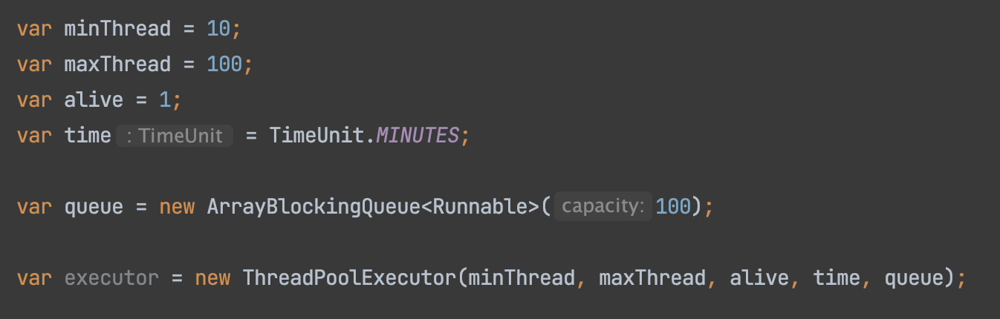 var minThread = 10;
var maxThread = 100;
var alive = 1;
var time : TimeUnit = TimeUnit.MINUTES;
var queue = new ArrayBlockingQueue<Runnable>( capacity: 100);
var executor = new ThreadPoolExecutor(minThread, maxThread, alive, time, queue);